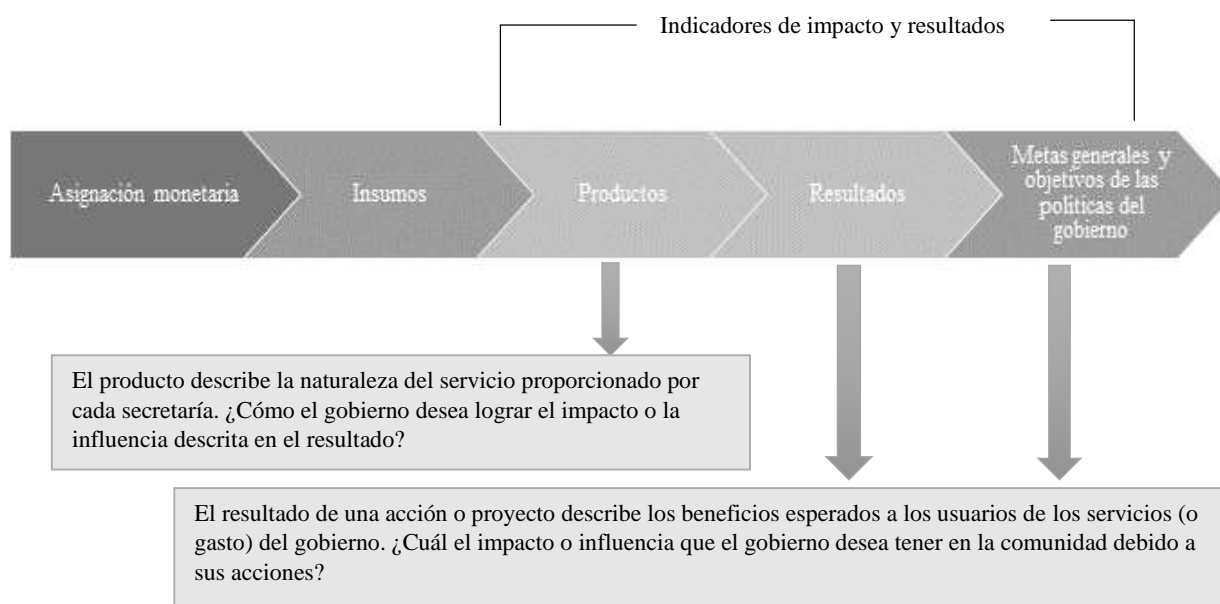 Indicadores de impacto y resultados
Asignación monetaria
Insumos
Productos
Resultados
Metas generales y
objetivos de las
políticas del
gobierno
El producto describe la naturaleza del servicio proporcionado por
cada secretaría. ¿Cómo el gobierno desea lograr el impacto o la
influencia descrita en el resultado?
El resultado de una acción o proyecto describe los beneficios esperados a los usuarios de los servicios (o
gasto) del gobierno. ¿Cuál el impacto o influencia que el gobierno desea tener en la comunidad debido a
sus acciones?